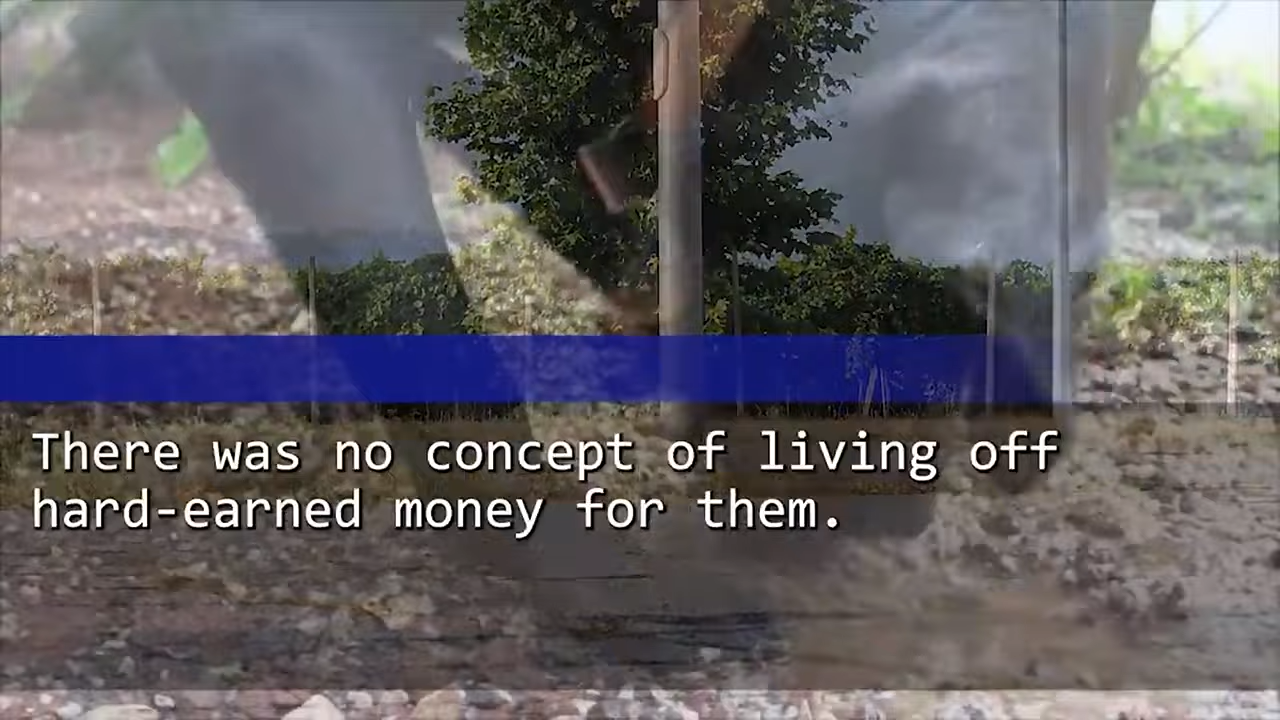 There was no concept of living off
hard-earned money for them.